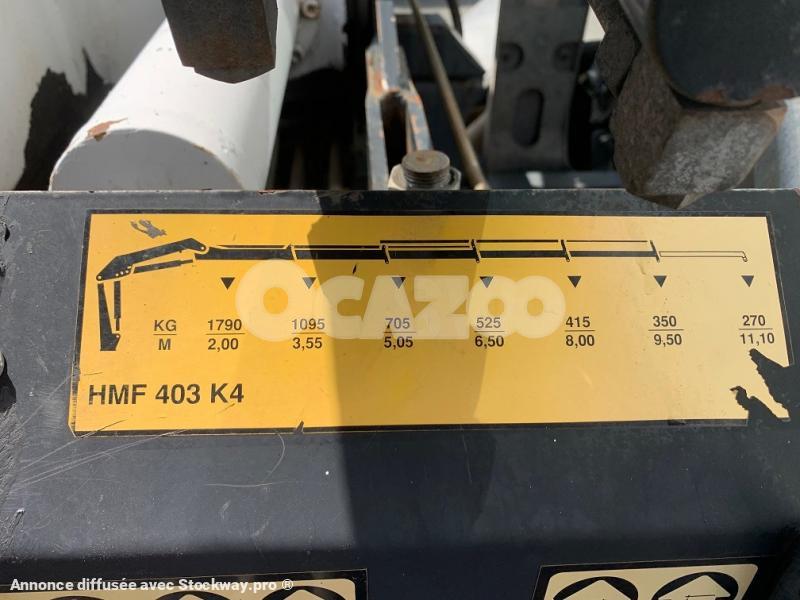 OCAZOO
KG 1790 1095 705 525 415 350 270
M 2,00 3,55 5,05 6,50 8,00 9,50 11,10
HMF 403 K4
Annonce diffusée avec Stockway.pro ®